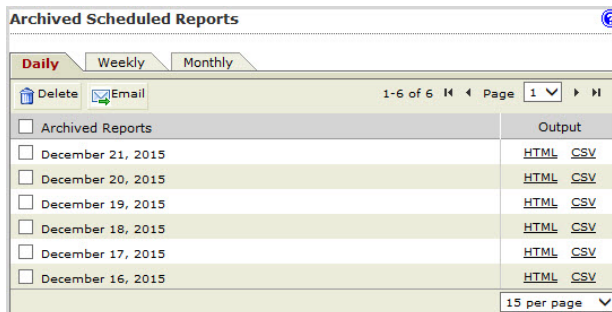 Archived Scheduled Reports
Daily Weekly Monthly
Delete Email 1-6 of 6 Page 1
Archived Reports Output
December 21, 2015 HTML CSV
December 20, 2015 HTML CSV
December 19, 2015 HTML CSV
December 18, 2015 HTML CSV
December 17, 2015 HTML CSV
December 16, 2015 HTML CSV
15 per page